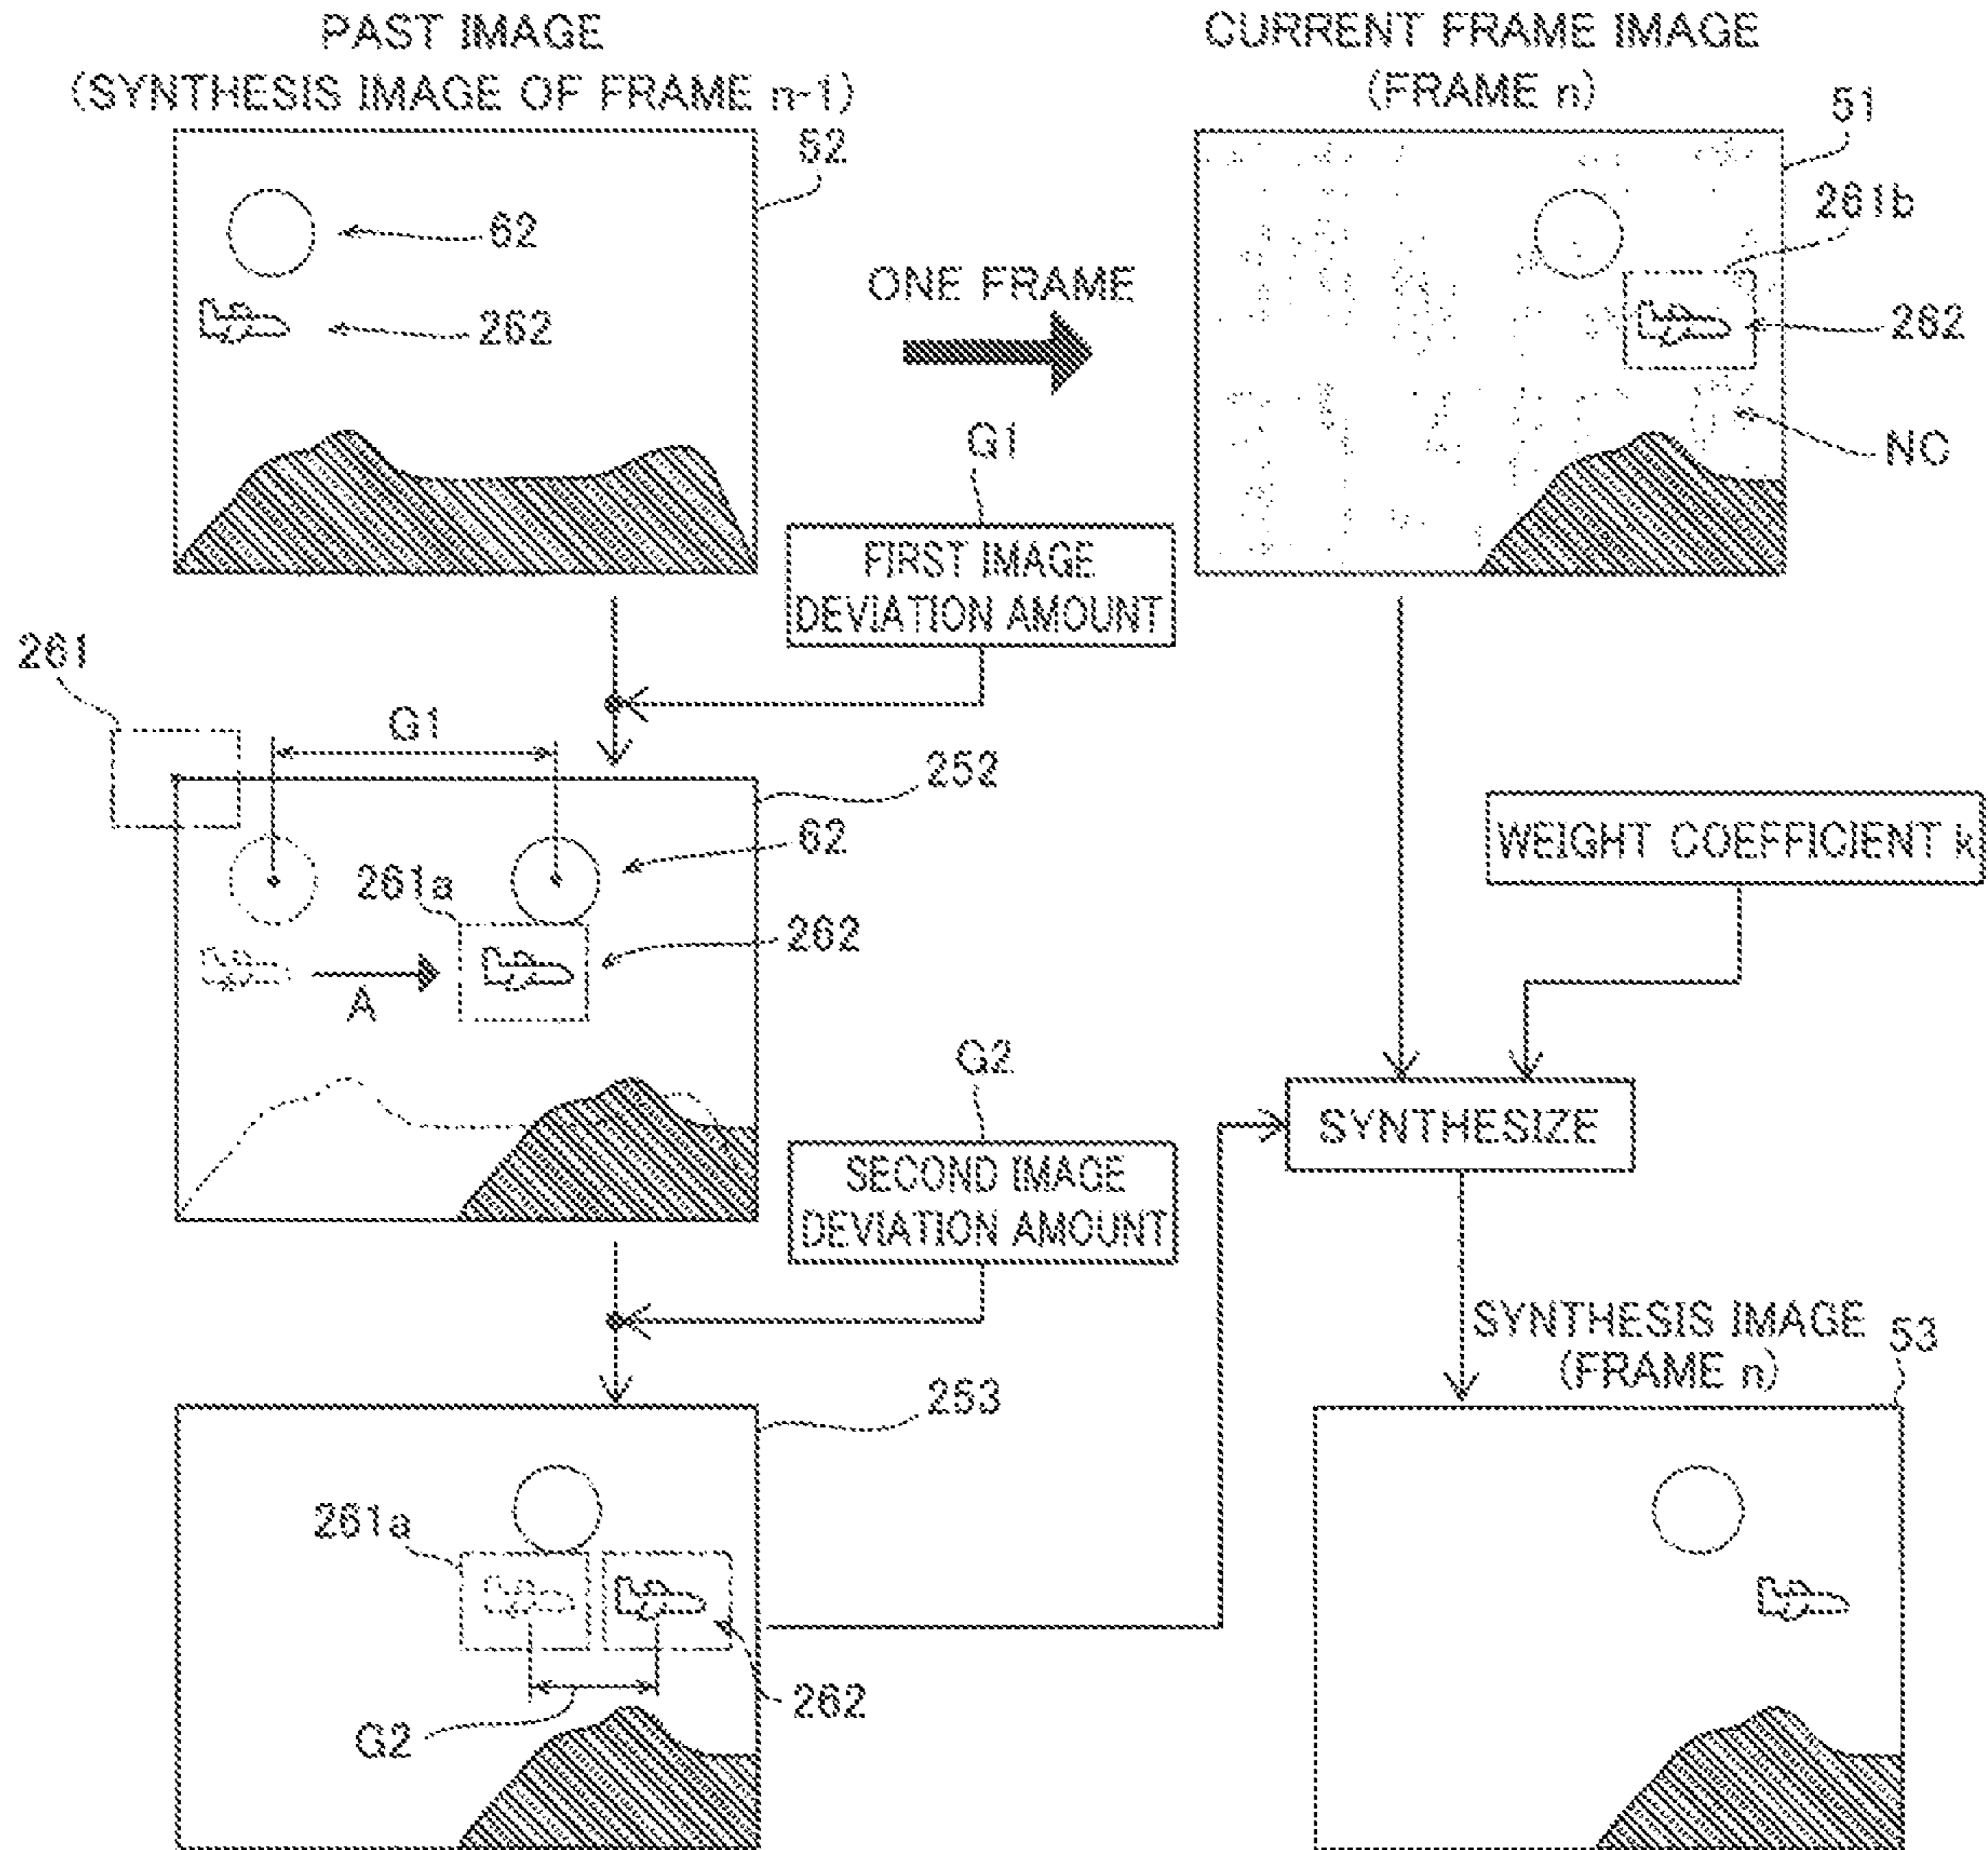 PAST IMAGE
(SYNTHESIS IMAGE OF FRAME n-1)
CURRENT FRAME IMAGE
(FRAME n)
52
51
62
262
ONE FRAME
261b
262
NC
G1
FIRST IMAGE
DEVIATION AMOUNT
261
G1
252
62
261a
262
A
WEIGHT COEFFICIENT k
G2
SECOND IMAGE
DEVIATION AMOUNT
SYNTHESIZE
SYNTHESIS IMAGE
(FRAME n)
53
253
261a
262
G2